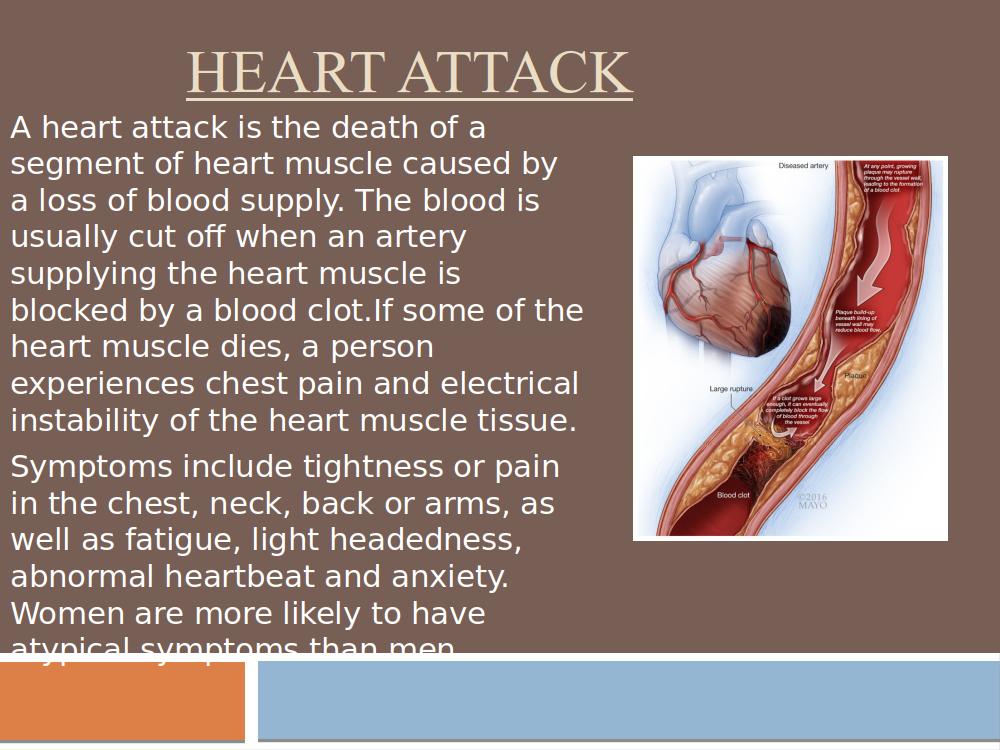 HEART ATTACK
A heart attack is the death of a
segment of heart muscle caused by
a loss of blood supply. The blood is
usually cut off when an artery
supplying the heart muscle is
blocked by a blood clot.If some of the
heart muscle dies, a person
experiences chest pain and electrical
instability of the heart muscle tissue.
Symptoms include tightness or pain
in the chest, neck, back or arms, as
well as fatigue, light headedness,
abnormal heartbeat and anxiety.
Women are more likely to have
atypical symptoms than men
Diseased artery
At any point, growing
plaque may rupture
through the vessel wall,
leading to the formation
of a blood clot.
Plaque build-up
beneath lining of
vessel wall may
reduce blood flow.
Plaque
Large rupture
If a clot grows large
enough, it can eventually
completely block the flow
of blood through
the vessel
Blood clot
©2016
MAYO